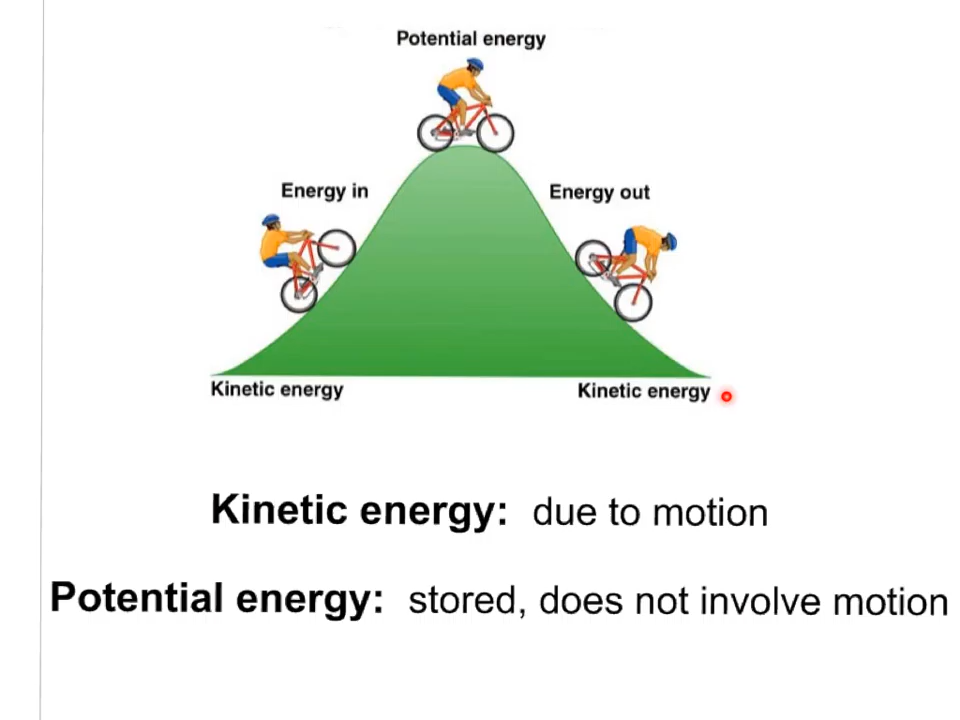 Potential energy
Energy in
Energy out
Kinetic energy
Kinetic energy
Kinetic energy: due to motion
Potential energy: stored, does not involve motion